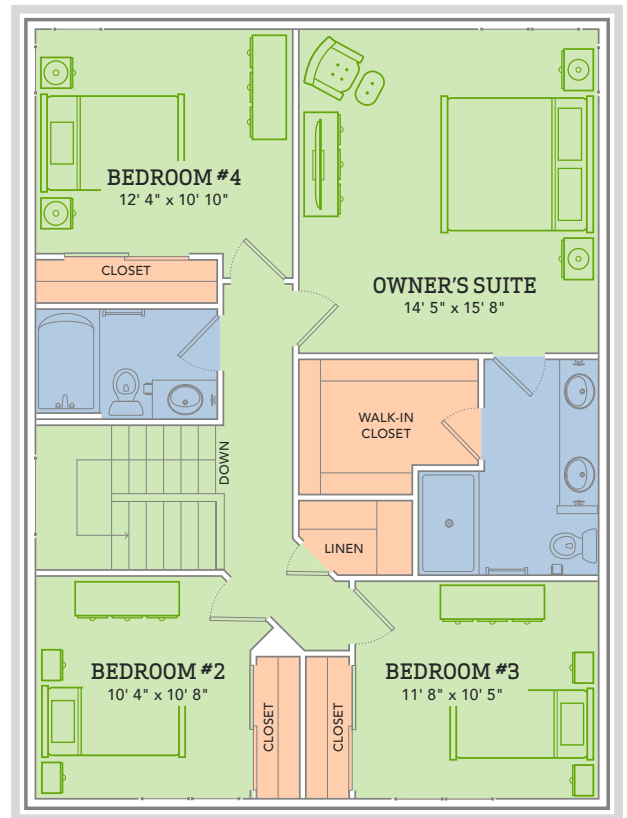 BEDROOM #4
12' 4" x 10' 10"
CLOSET
OWNER'S SUITE
14' 5" x 15' 8"
WALK-IN
CLOSET
DOWN
LINEN
BEDROOM #2
10' 4" x 10' 8"
CLOSET
CLOSET
BEDROOM #3
11' 8" x 10' 5"